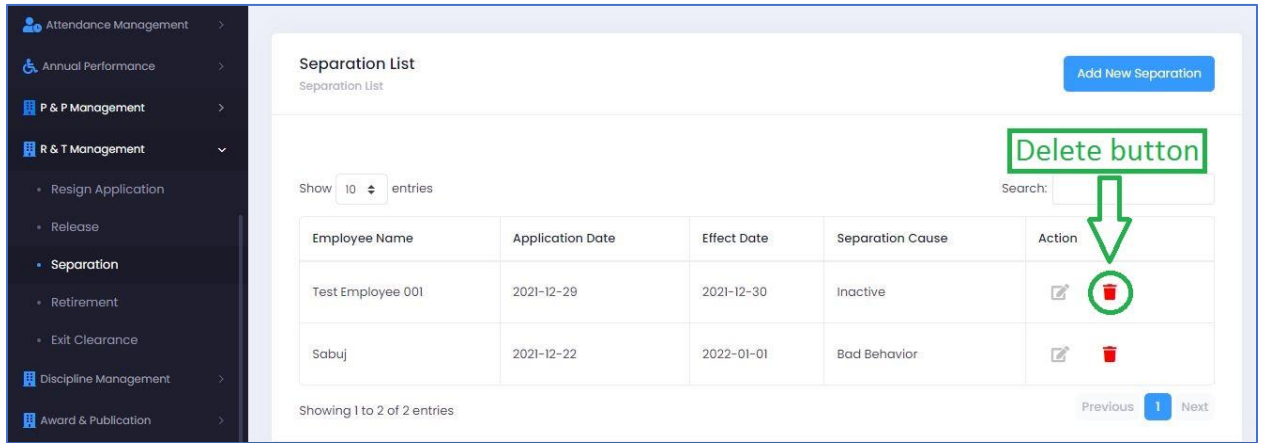 Attendance Management
Annual Performance
P & P Management
R & T Management
Resign Application
Release
Separation
Retirement
Exit Clearance
Discipline Management
Award & Publication
Separation List
Separation List
Add New Separation
Delete button
Show 10 entries
Search:
Employee Name Application Date Effect Date Separation Cause Action
Test Employee 001 2021-12-29 2021-12-30 Inactive
Sabuj 2021-12-22 2022-01-01 Bad Behavior
Showing 1 to 2 of 2 entries
Previous 1 Next